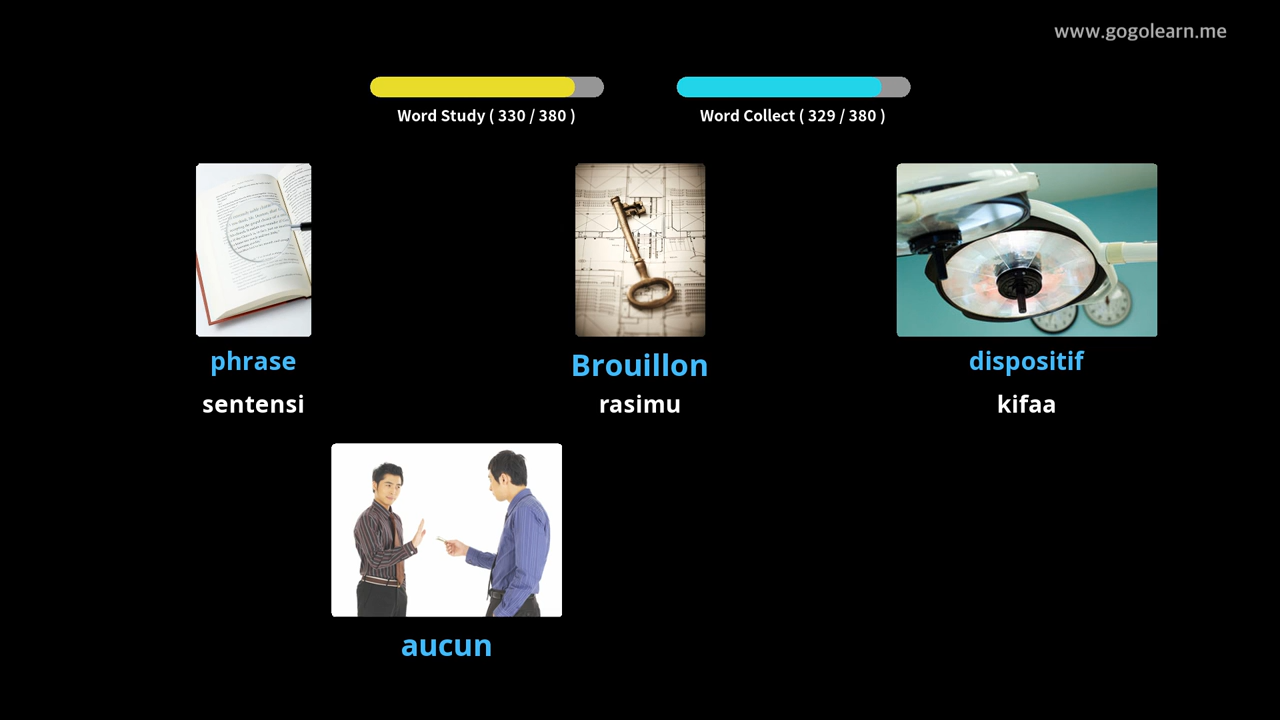 www.gogolearn.me
Word Study ( 330 / 380 )
Word Collect ( 329 / 380 )
phrase
Brouillon
dispositif
sentensi
rasimu
kifaa
aucun